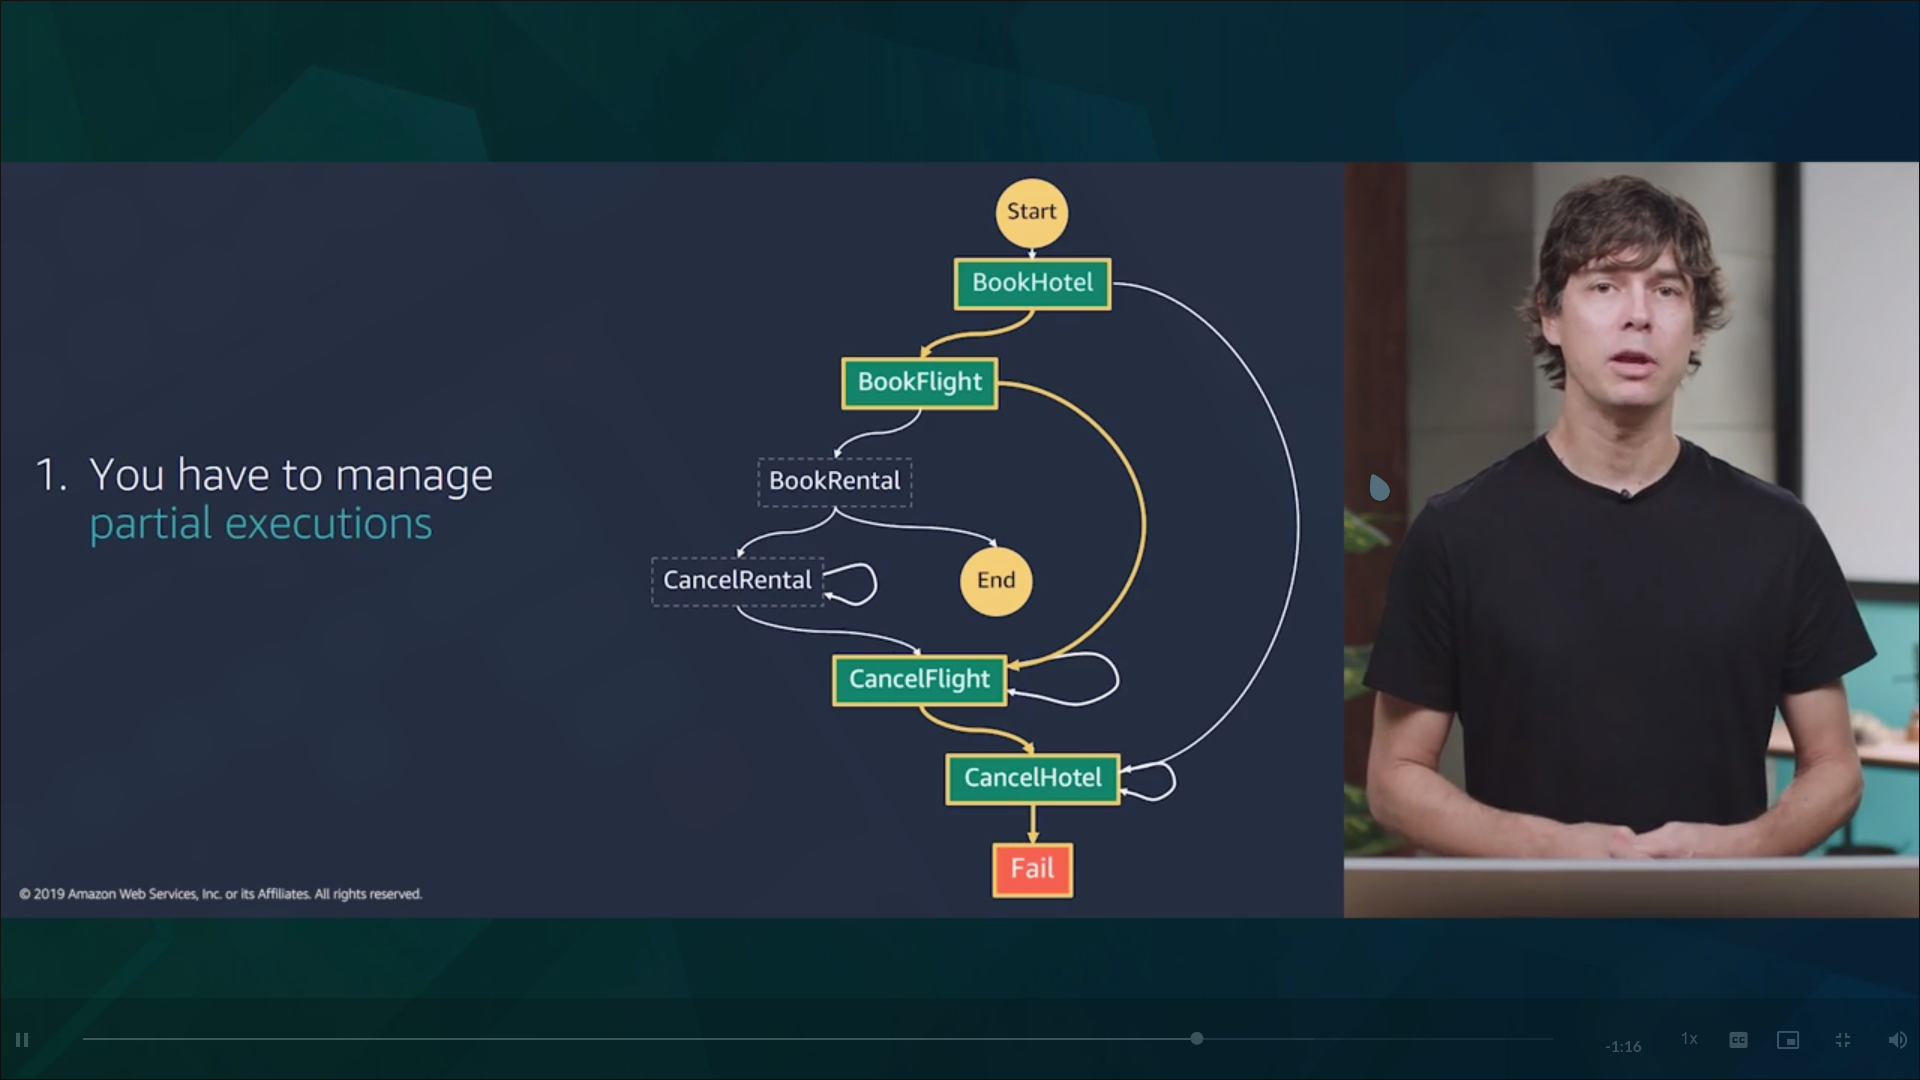 Start
BookHotel
BookFlight
1. You have to manage
partial executions
BookRental
CancelRental
End
CancelFlight
CancelHotel
Fail
© 2019 Amazon Web Services, Inc. or its Affiliates. All rights reserved.
-1:16
1x
CC